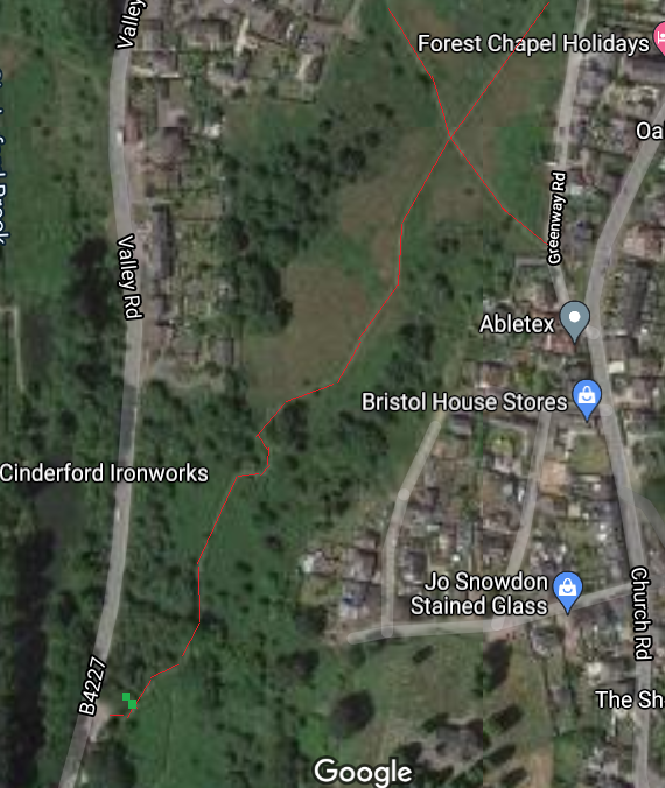 Valley
Forest Chapel Holidays
Oa
Greenway Rd
Valley Rd
Abletex
Bristol House Stores
Cinderford Ironworks
Jo Snowdon
Stained Glass
Church Rd
B4227
The Sh
Google